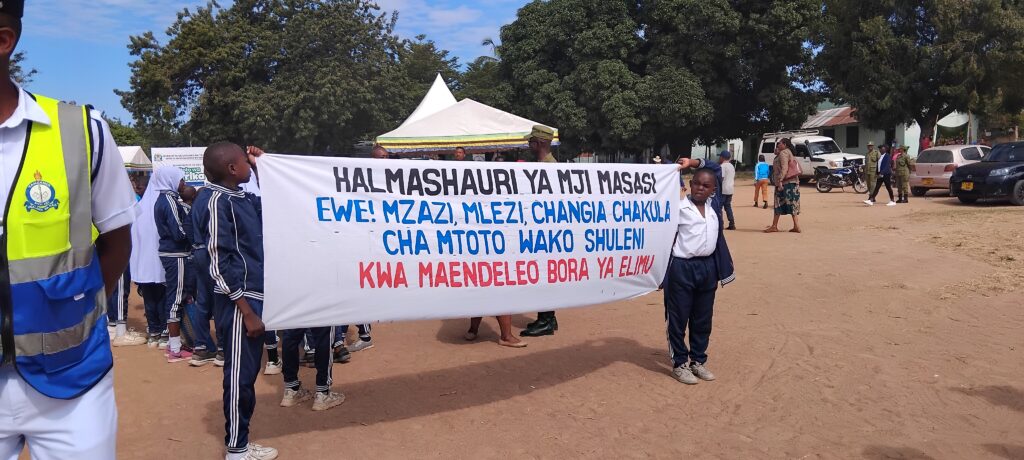 HALMASHAURI YA MJI MASASI
EWE! MZAZI, MLEZI, CHANGIA CHAKULA
CHA MTOTO WAKO SHULENI
KWA MAENDELEO BORA YA ELIMU